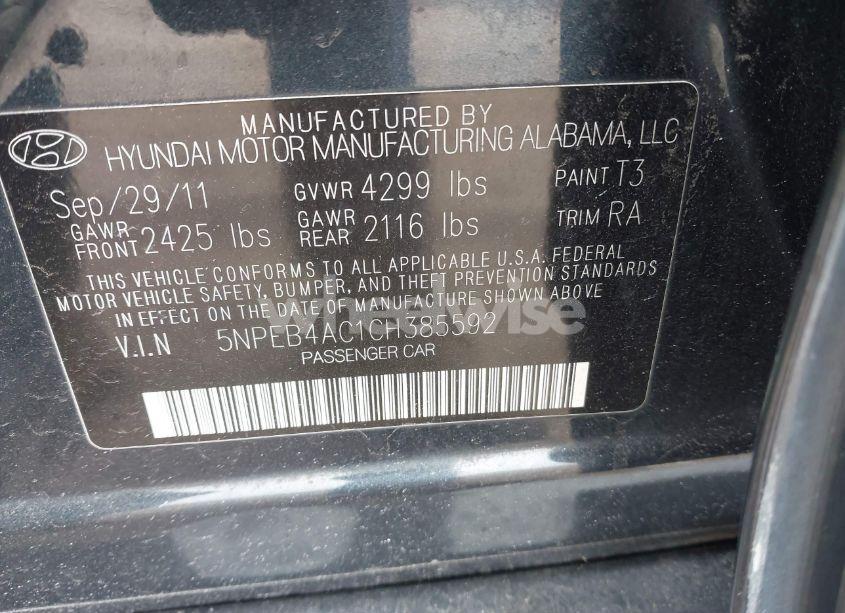 MANUFACTURED BY
HYUNDAI MOTOR MANUFACTURING ALABAMA, LLC
Sep/29/11 GVWR 4299 lbs PAINT T3
GAWR FRONT 2425 lbs GAWR REAR 2116 lbs TRIM RA
THIS VEHICLE CONFORMS TO ALL APPLICABLE U.S.A. FEDERAL
MOTOR VEHICLE SAFETY, BUMPER, AND THEFT PREVENTION STANDARDS
IN EFFECT ON THE DATE OF MANUFACTURE SHOWN ABOVE
V.I.N 5NPEB4AC1CH385592
PASSENGER CAR
wheelwise